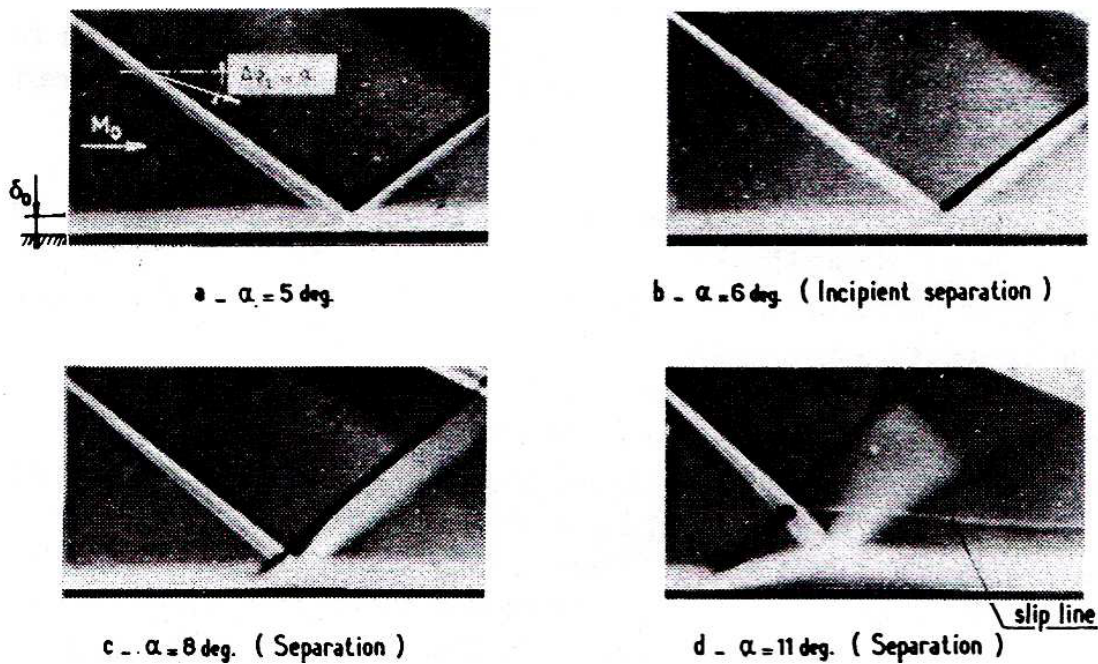 Δφ₁ = α
M₀
δ₀
a _ α = 5 deg.
b _ α = 6 deg. ( Incipient separation )
c _ . α = 8 deg. ( Separation )
slip line
d _ α = 11 deg. ( Separation )